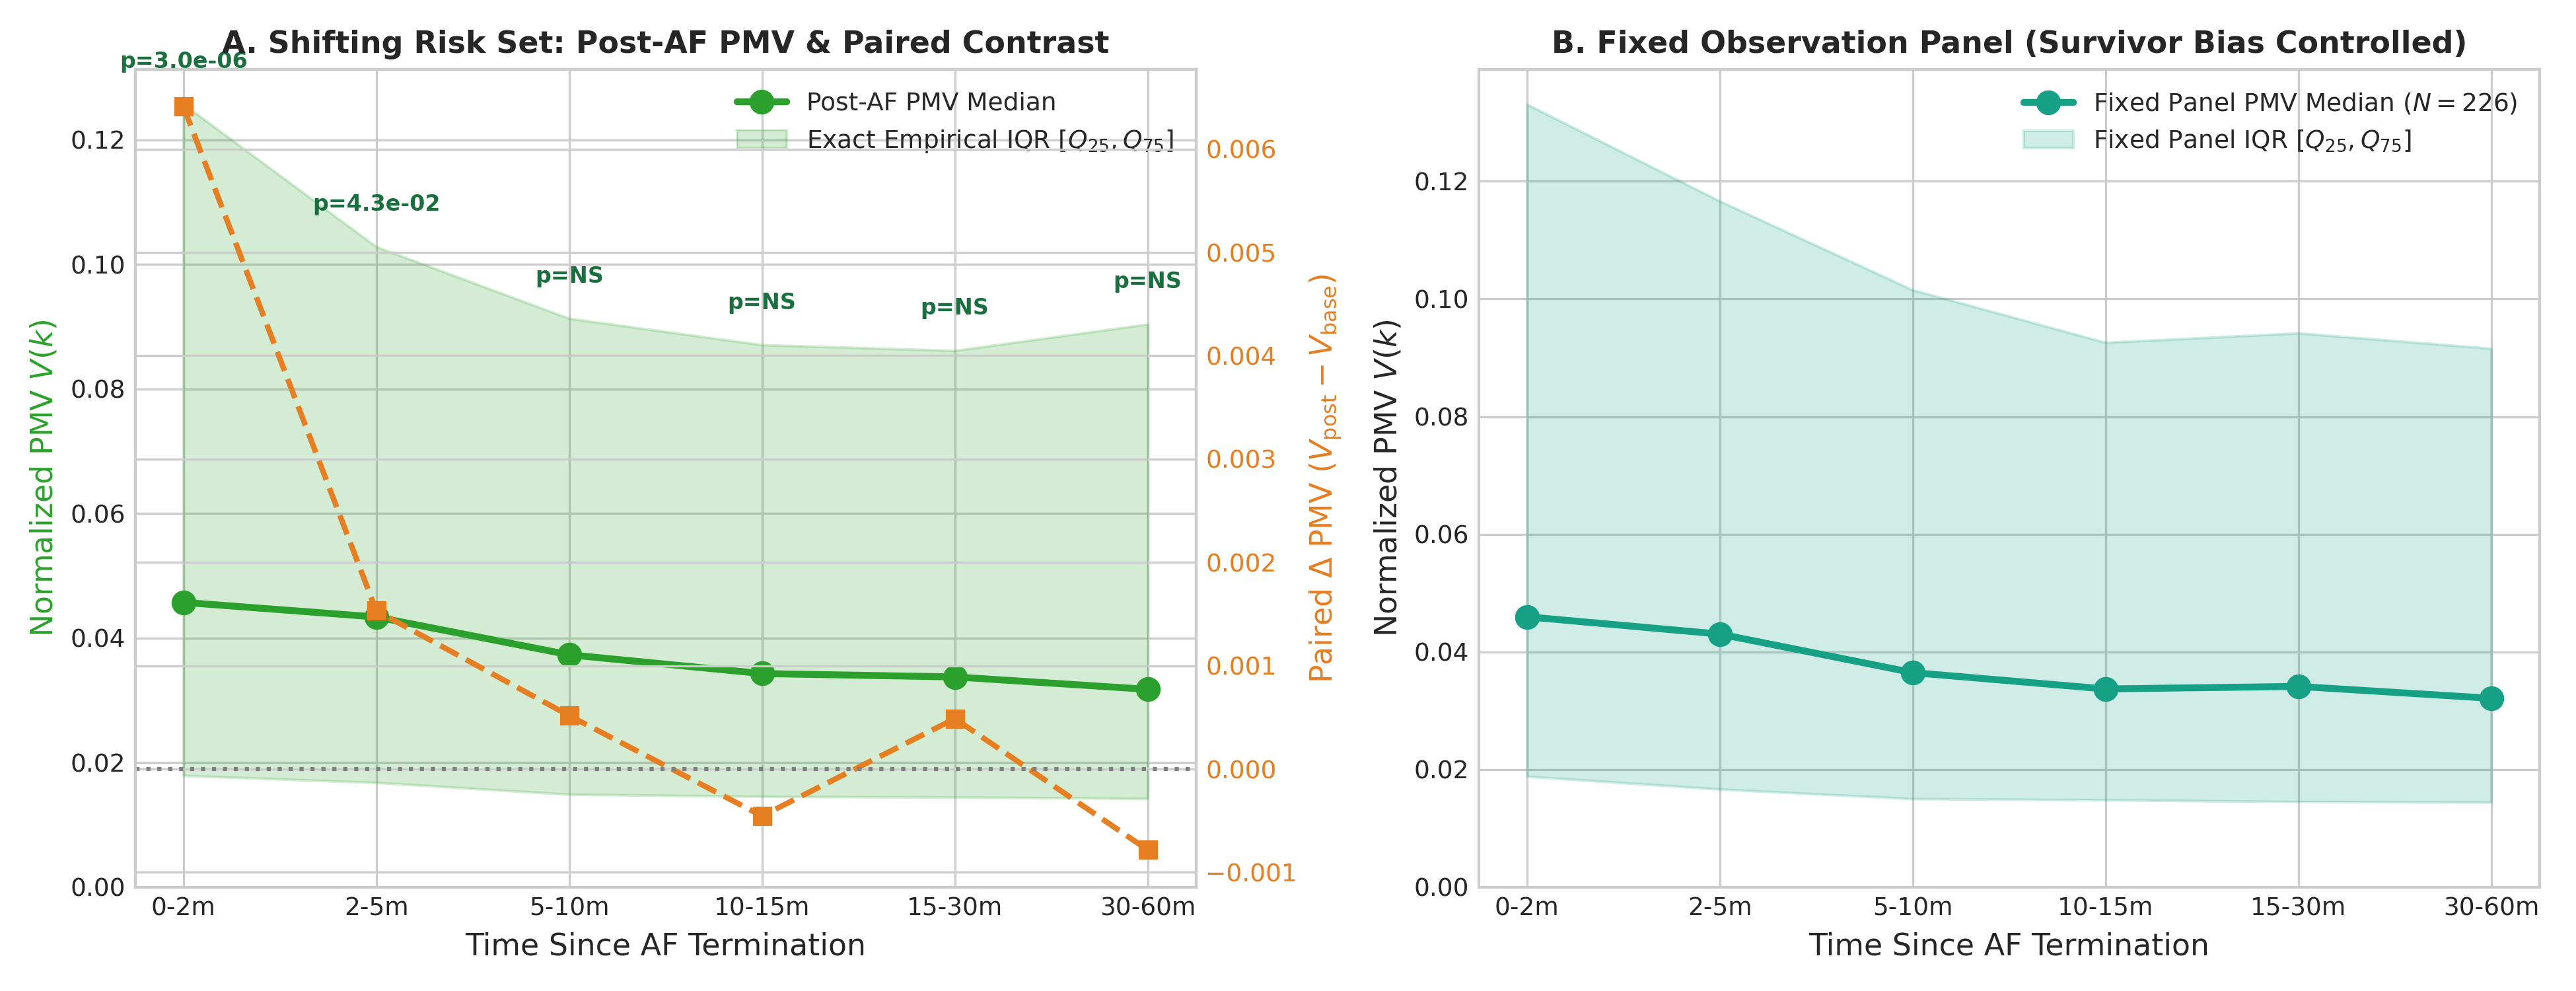 A. Shifting Risk Set: Post-AF PMV & Paired Contrast
p=3.0e-06
Post-AF PMV Median
Exact Empirical IQR [Q25, Q75]
p=4.3e-02
p=NS
p=NS
p=NS
p=NS
Normalized PMV V(k)
0.12
0.10
0.08
0.06
0.04
0.02
0.00
0.006
0.005
0.004
0.003
0.002
0.001
0.000
−0.001
Paired Δ PMV (Vpost − Vbase)
0-2m
2-5m
5-10m
10-15m
15-30m
30-60m
Time Since AF Termination
B. Fixed Observation Panel (Survivor Bias Controlled)
Fixed Panel PMV Median (N = 226)
Fixed Panel IQR [Q25, Q75]
Normalized PMV V(k)
0.12
0.10
0.08
0.06
0.04
0.02
0.00
0-2m
2-5m
5-10m
10-15m
15-30m
30-60m
Time Since AF Termination